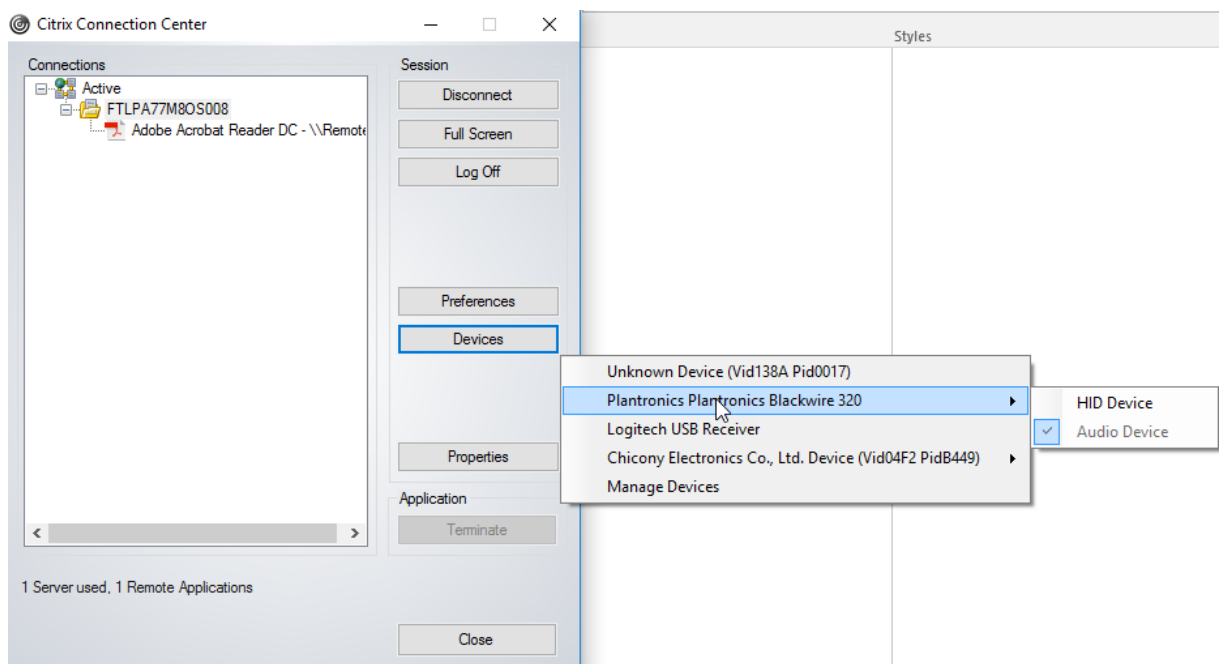 Citrix Connection Center
Styles
Connections
Active
FTLPA77M8OS008
Adobe Acrobat Reader DC - \\Remote
Session
Disconnect
Full Screen
Log Off
Preferences
Devices
Unknown Device (Vid138A Pid0017)
Plantronics Plantronics Blackwire 320
HID Device
Audio Device
Logitech USB Receiver
Chicony Electronics Co., Ltd. Device (Vid04F2 PidB449)
Manage Devices
Properties
Application
Terminate
1 Server used, 1 Remote Applications
Close